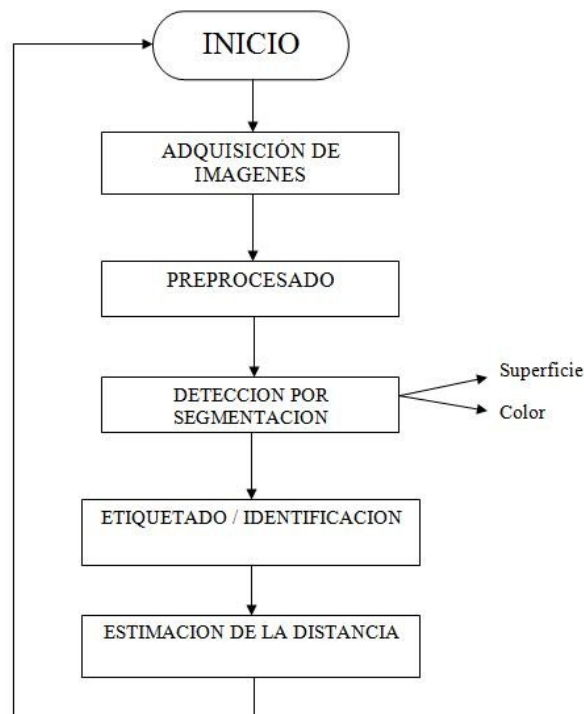 INICIO
ADQUISICIÓN DE
IMAGENES
PREPROCESADO
DETECCION POR
SEGMENTACION
Superficie
Color
ETIQUETADO / IDENTIFICACION
ESTIMACION DE LA DISTANCIA